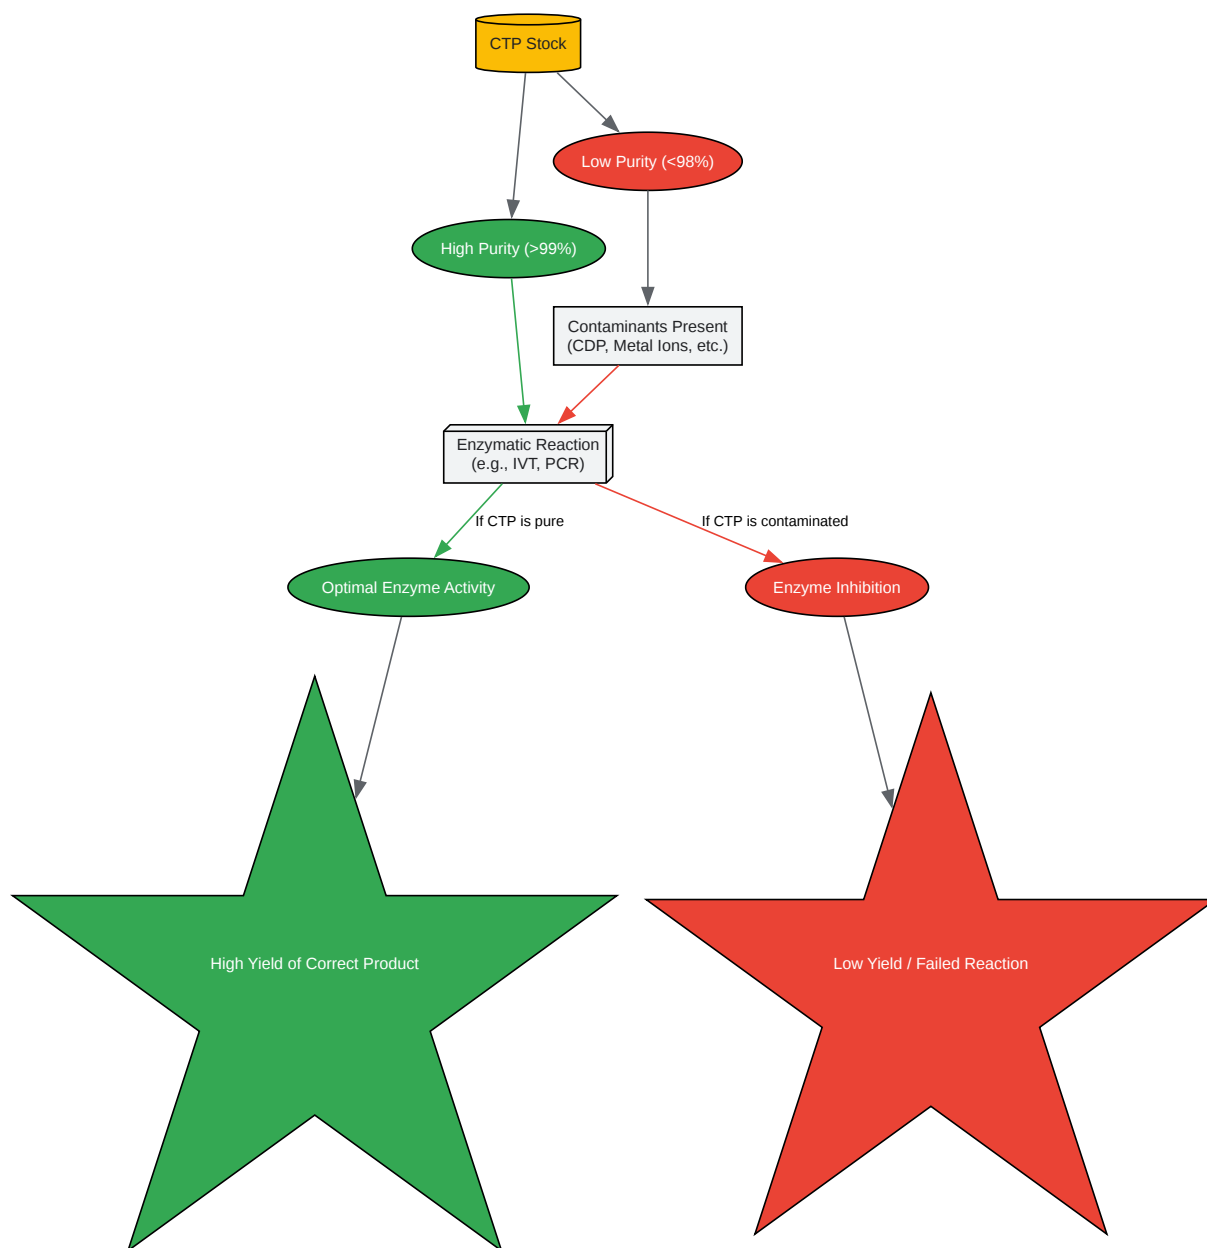 CTP Stock
Low Purity (<98%)
High Purity (>99%)
Contaminants Present
(CDP, Metal Ions, etc.)
Enzymatic Reaction
(e.g., IVT, PCR)
If CTP is pure
If CTP is contaminated
Optimal Enzyme Activity
Enzyme Inhibition
High Yield of Correct Product
Low Yield / Failed Reaction